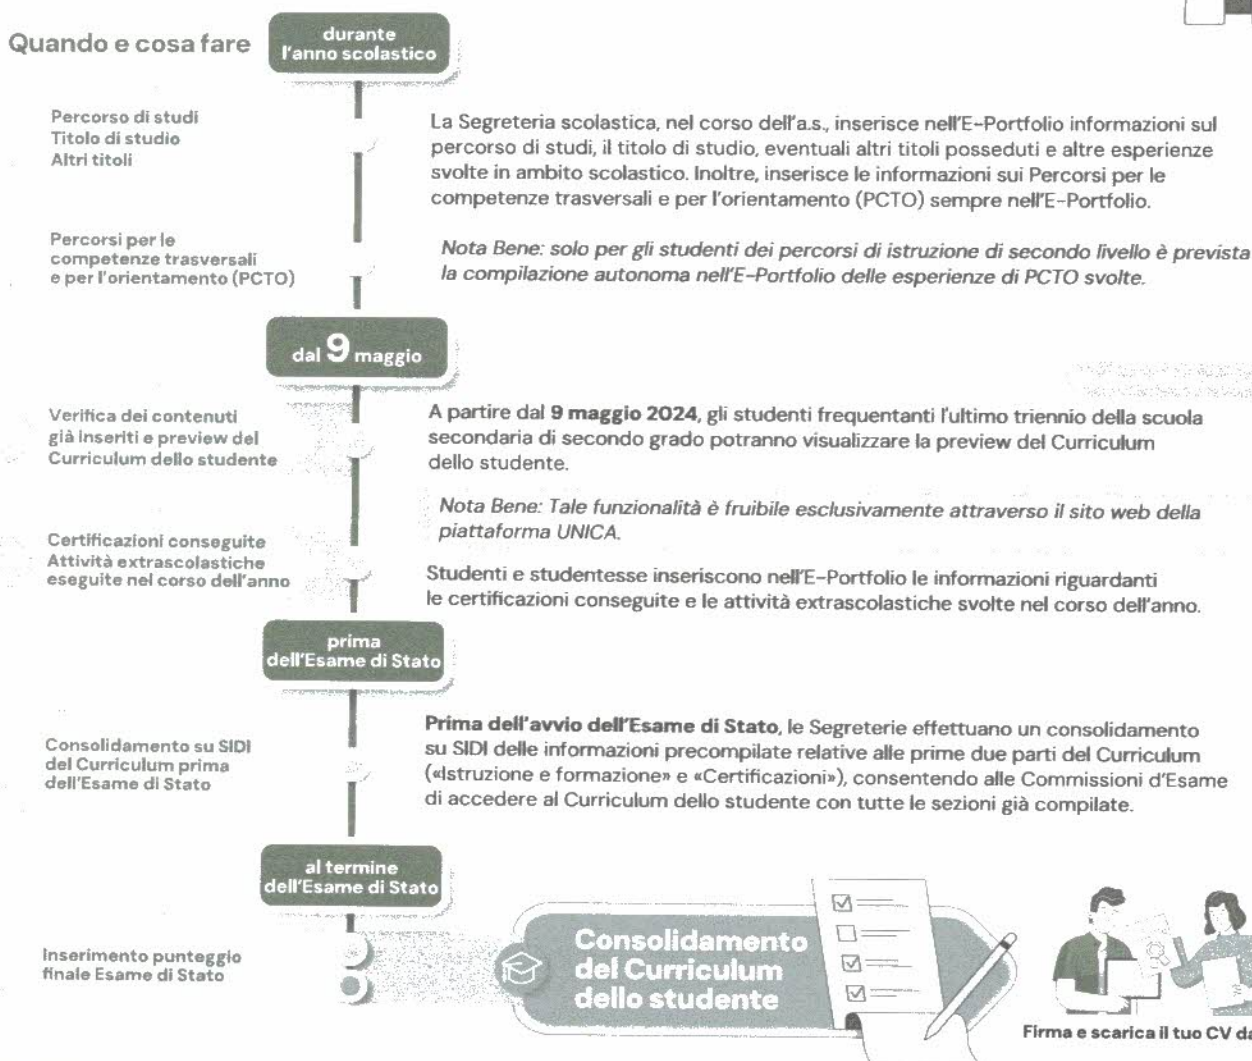 Quando e cosa fare
durante
l'anno scolastico
Percorso di studi
Titolo di studio
Altri titoli
La Segreteria scolastica, nel corso dell'a.s., inserisce nell'E-Portfolio informazioni sul
percorso di studi, il titolo di studio, eventuali altri titoli posseduti e altre esperienze
svolte in ambito scolastico. Inoltre, inserisce le informazioni sui Percorsi per le
competenze trasversali e per l'orientamento (PCTO) sempre nell'E-Portfolio.
Percorsi per le
competenze trasversali
e per l'orientamento (PCTO)
Nota Bene: solo per gli studenti dei percorsi di istruzione di secondo livello è prevista
la compilazione autonoma nell'E-Portfolio delle esperienze di PCTO svolte.
dal 9 maggio
Verifica dei contenuti
già inseriti e preview del
Curriculum dello studente
A partire dal 9 maggio 2024, gli studenti frequentanti l'ultimo triennio della scuola
secondaria di secondo grado potranno visualizzare la preview del Curriculum
dello studente.
Nota Bene: Tale funzionalità è fruibile esclusivamente attraverso il sito web della
piattaforma UNICA.
Certificazioni conseguite
Attività extrascolastiche
eseguite nel corso dell'anno
Studenti e studentesse inseriscono nell'E-Portfolio le informazioni riguardanti
le certificazioni conseguite e le attività extrascolastiche svolte nel corso dell'anno.
prima
dell'Esame di Stato
Consolidamento su SIDI
del Curriculum prima
dell'Esame di Stato
Prima dell'avvio dell'Esame di Stato, le Segreterie effettuano un consolidamento
su SIDI delle informazioni precompilate relative alle prime due parti del Curriculum
(«Istruzione e formazione» e «Certificazioni»), consentendo alle Commissioni d'Esame
di accedere al Curriculum dello studente con tutte le sezioni già compilate.
al termine
dell'Esame di Stato
Inserimento punteggio
finale Esame di Stato
Consolidamento
del Curriculum
dello studente
Firma e scarica il tuo CV da